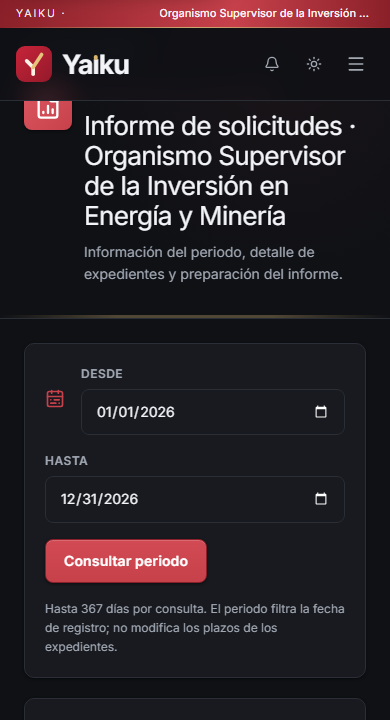 YAIKU ·
Organismo Supervisor de la Inversión ...
Yaiku
Informe de solicitudes ·
Organismo Supervisor
de la Inversión en
Energía y Minería
Información del periodo, detalle de
expedientes y preparación del informe.
DESDE
01/01/2026
HASTA
12/31/2026
Consultar periodo
Hasta 367 días por consulta. El periodo filtra la fecha
de registro; no modifica los plazos de los
expedientes.